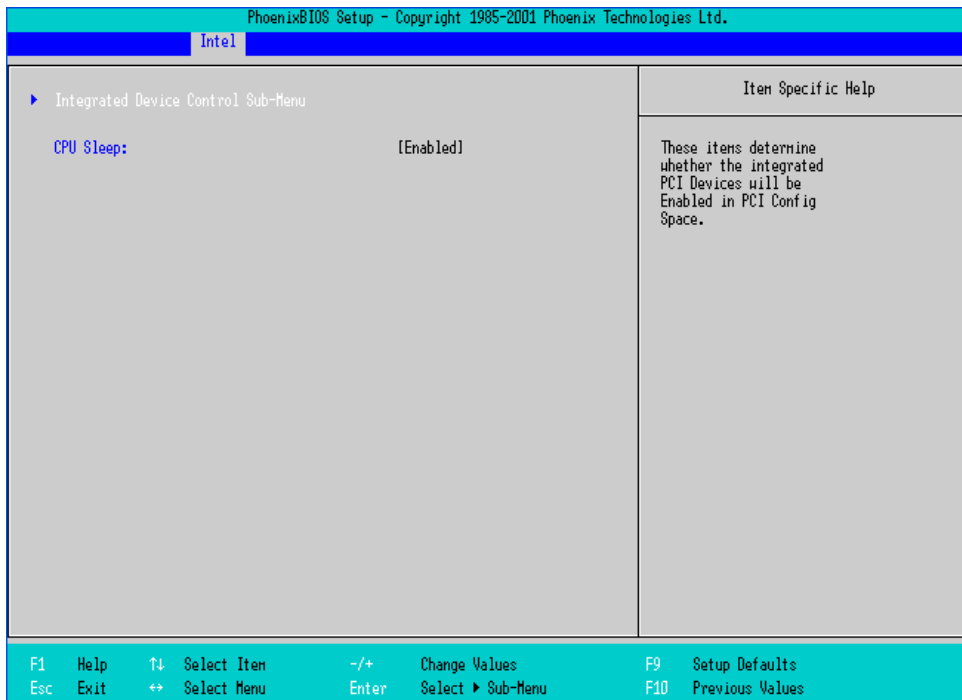 PhoenixBIOS Setup - Copyright 1985-2001 Phoenix Technologies Ltd.
Intel
▶ Integrated Device Control Sub-Menu
CPU Sleep: [Enabled]
Item Specific Help
These items determine
whether the integrated
PCI Devices will be
Enabled in PCI Config
Space.
F1 Help ↑↓ Select Item -/+ Change Values F9 Setup Defaults
Esc Exit ↔ Select Menu Enter Select ▶ Sub-Menu F10 Previous Values